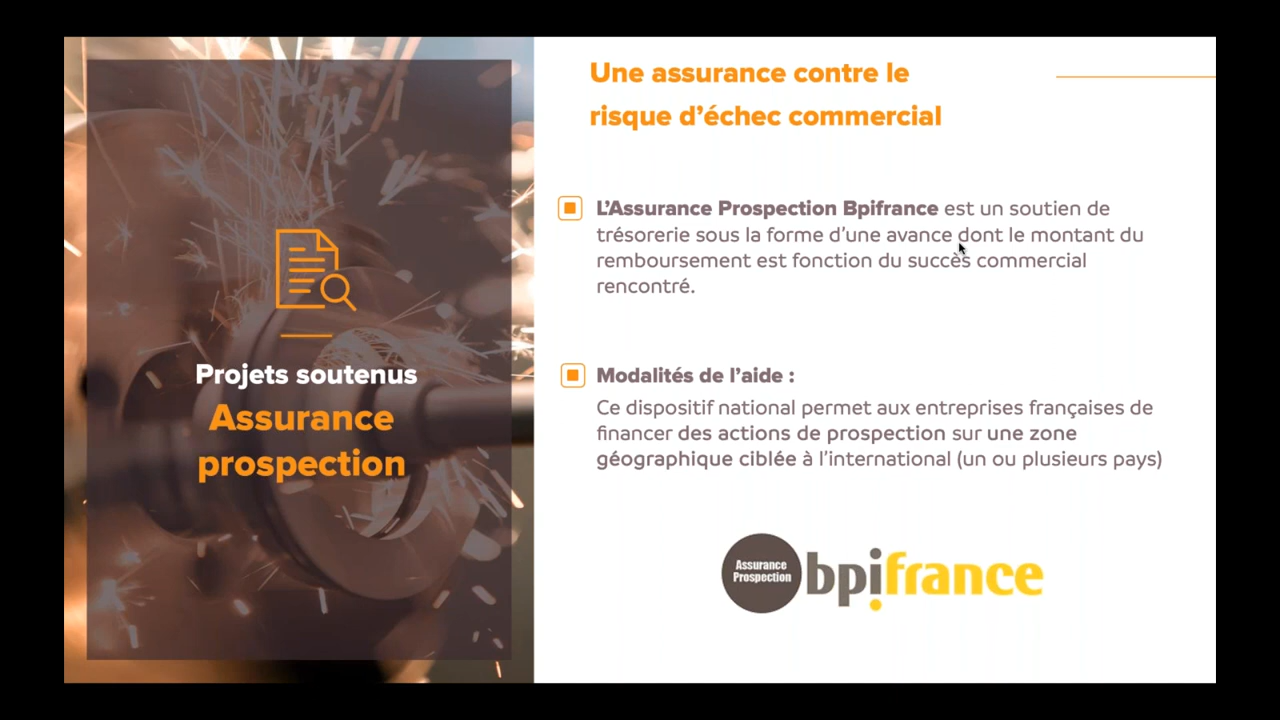 Projets soutenus
Assurance
prospection
Une assurance contre le
risque d’échec commercial
L’Assurance Prospection Bpifrance est un soutien de
trésorerie sous la forme d’une avance dont le montant du
remboursement est fonction du succès commercial
rencontré.
Modalités de l’aide :
Ce dispositif national permet aux entreprises françaises de
financer des actions de prospection sur une zone
géographique ciblée à l’international (un ou plusieurs pays)
Assurance
Prospection
bpifrance